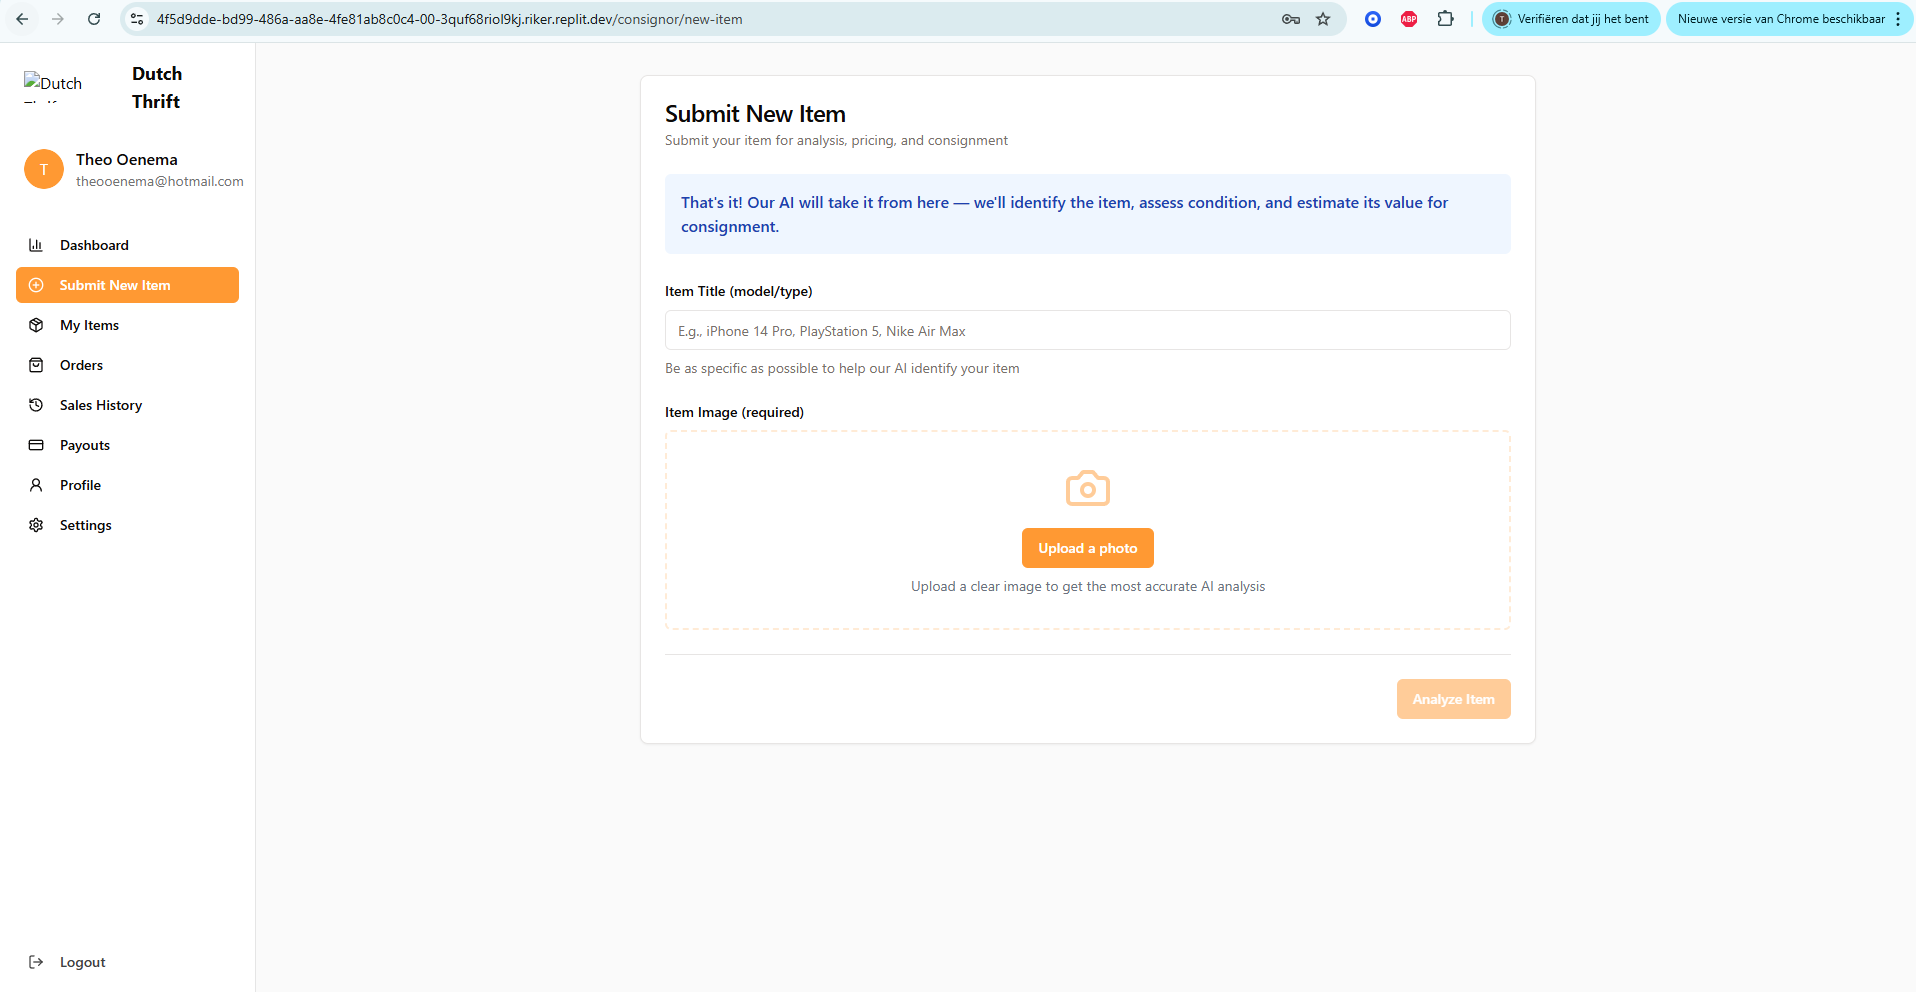 4f5d9dde-bd99-486a-aa8e-4fe81ab8c0c4-00-3quf68riol9kj.riker.replit.dev/consignor/new-item
ABP
T
Verifiëren dat jij het bent
Nieuwe versie van Chrome beschikbaar
Dutch
Dutch
Thrift
T
Theo Oenema
theooenema@hotmail.com
Dashboard
Submit New Item
My Items
Orders
Sales History
Payouts
Profile
Settings
Logout
Submit New Item
Submit your item for analysis, pricing, and consignment
That's it! Our AI will take it from here — we'll identify the item, assess condition, and estimate its value for
consignment.
Item Title (model/type)
E.g., iPhone 14 Pro, PlayStation 5, Nike Air Max
Be as specific as possible to help our AI identify your item
Item Image (required)
Upload a photo
Upload a clear image to get the most accurate AI analysis
Analyze Item